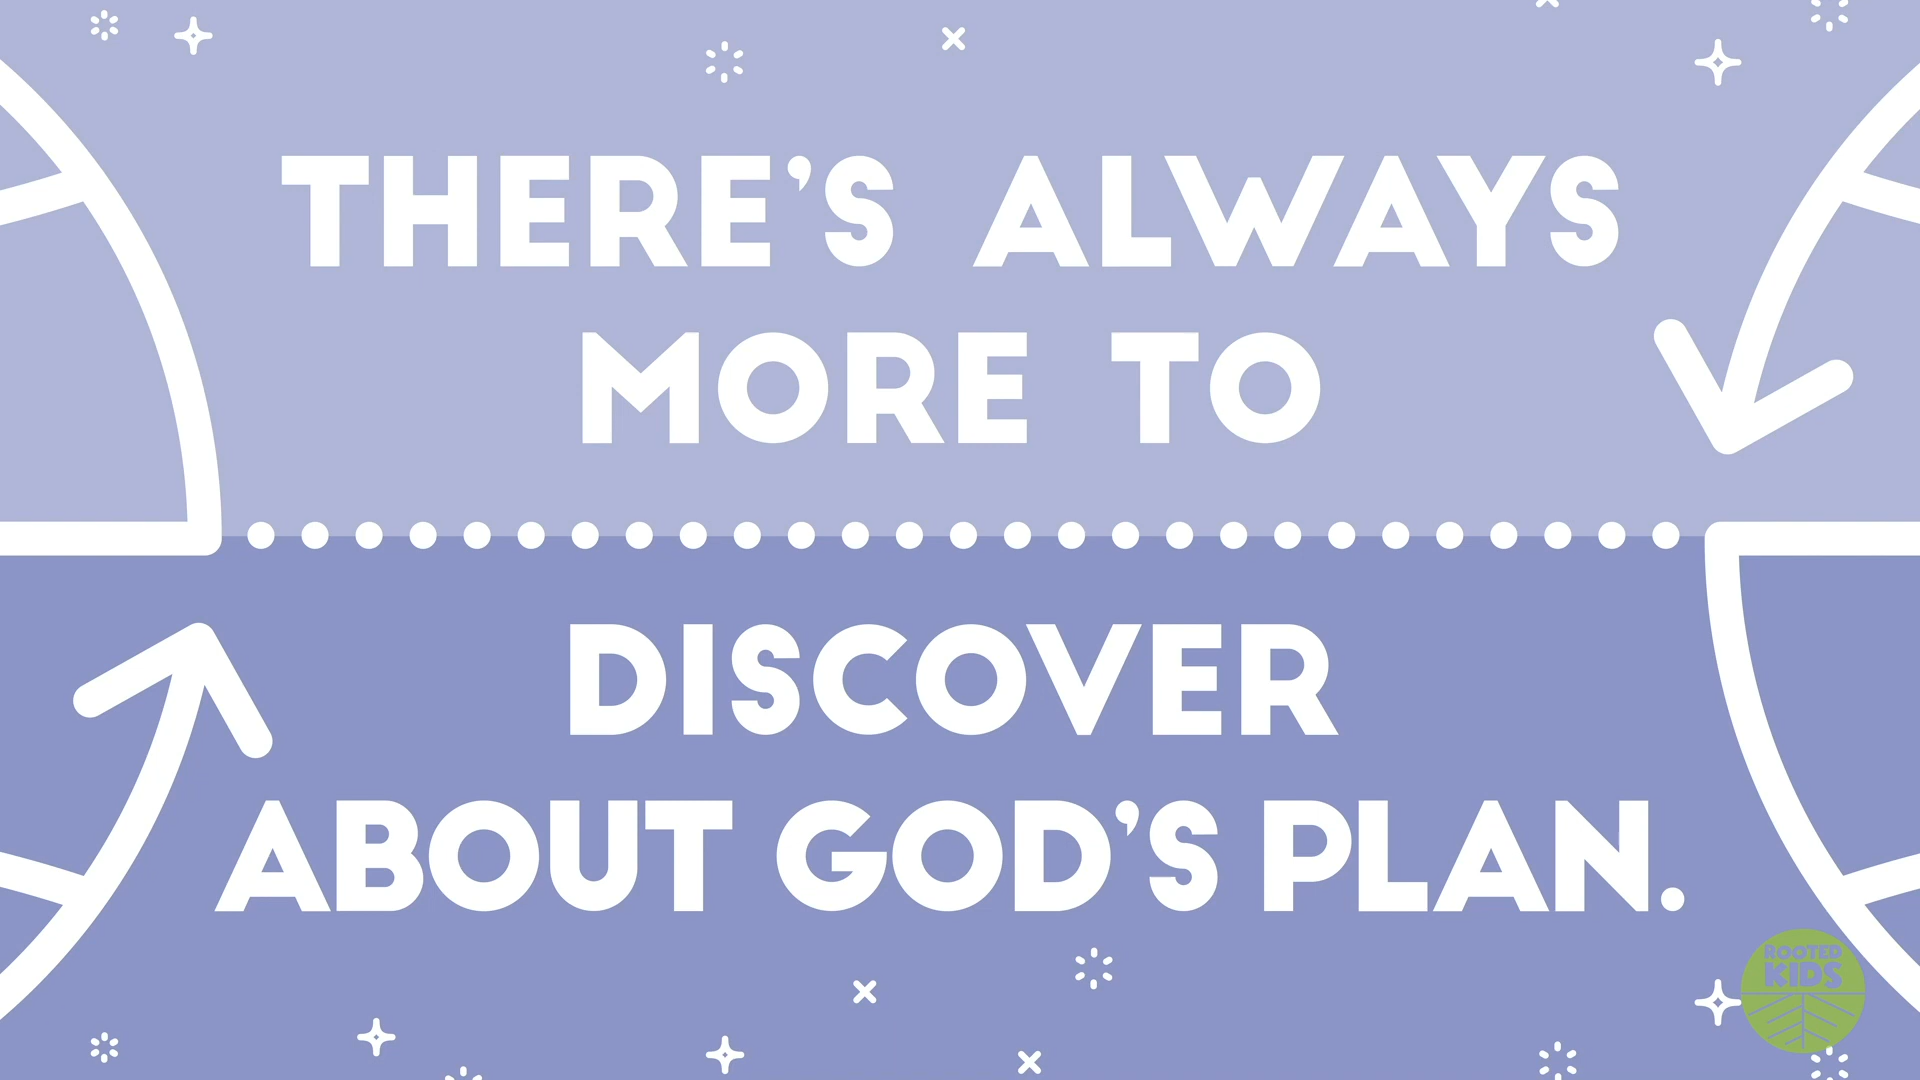 THERE'S ALWAYS
MORE TO
DISCOVER
ABOUT GOD'S PLAN.
ROOTED
KIDS